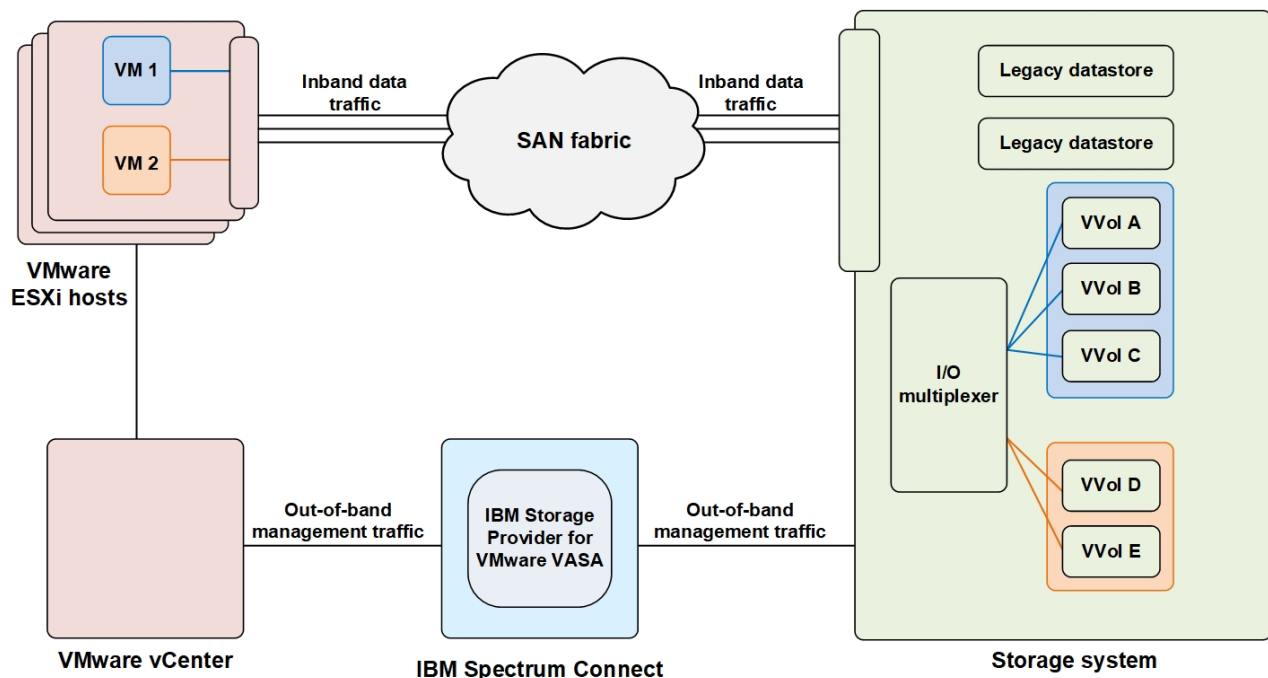 VM 1
VM 2
VMware
ESXi hosts
Inband data
traffic
SAN fabric
Inband data
traffic
Legacy datastore
Legacy datastore
VVol A
VVol B
VVol C
I/O
multiplexer
VVol D
VVol E
Out-of-band
management traffic
IBM Storage
Provider for
VMware VASA
Out-of-band
management traffic
VMware vCenter
IBM Spectrum Connect
Storage system